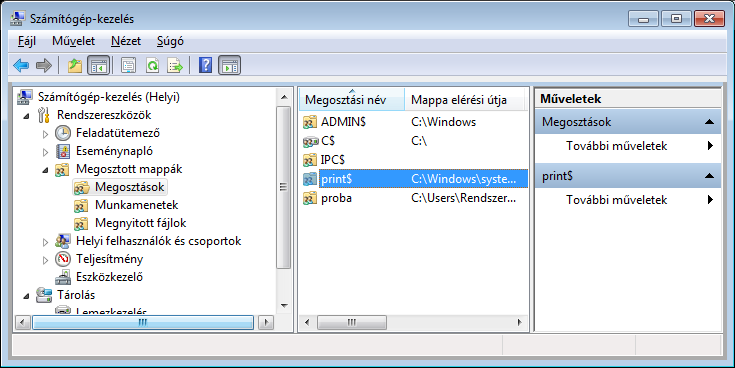 Számítógép-kezelés
Fájl Művelet Nézet Súgó
Számítógép-kezelés (Helyi)
Rendszereszközök
Feladatütemező
Eseménynapló
Megosztott mappák
Megosztások
Munkamenetek
Megnyitott fájlok
Helyi felhasználók és csoportok
Teljesítmény
Eszközkezelő
Tárolás
Lemezkezelés
Megosztási név Mappa elérési útja
ADMIN$ C:\Windows
C$ C:\
IPC$
print$ C:\Windows\syste...
proba C:\Users\Rendszer...
Műveletek
Megosztások
További műveletek
print$
További műveletek